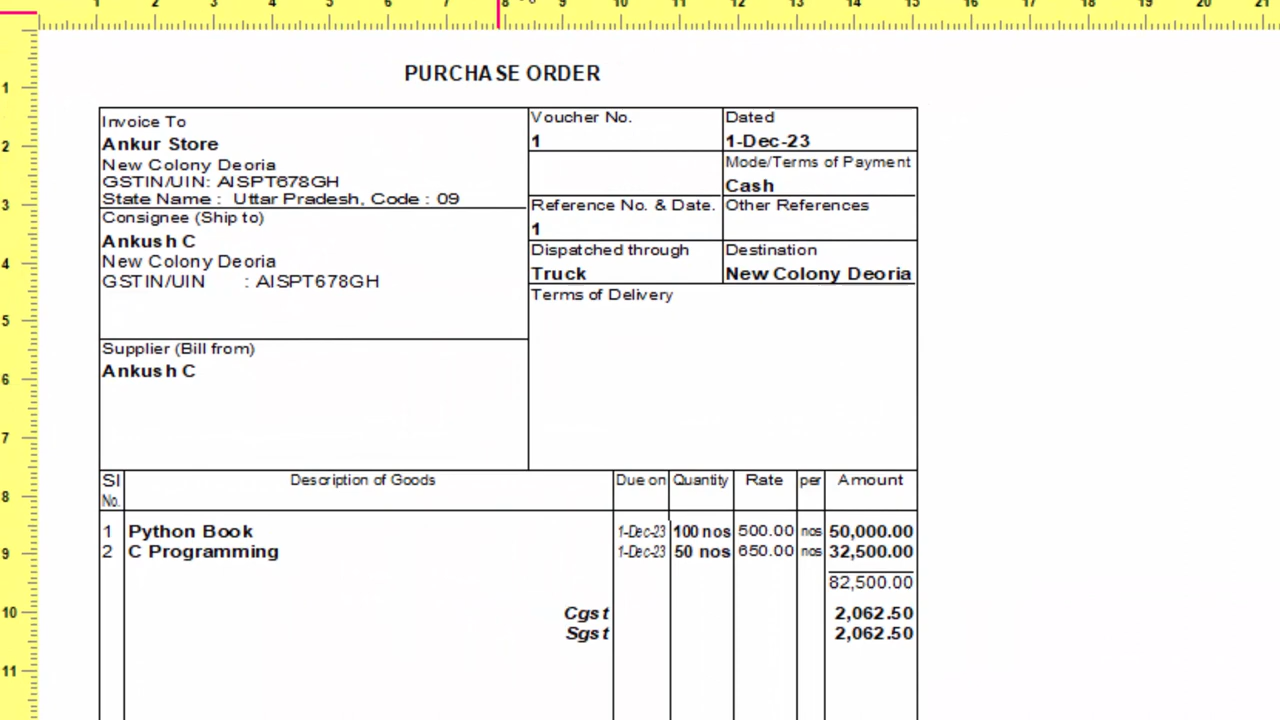 1 2 3 4 5 6 7 8 9 10 11 12 13 14 15 16 17 18 19 20 21
PURCHASE ORDER
Invoice To
Ankur Store
New Colony Deoria
GSTIN/UIN: AISPT678GH
State Name : Uttar Pradesh, Code : 09
Consignee (Ship to)
Ankush C
New Colony Deoria
GSTIN/UIN : AISPT678GH
Supplier (Bill from)
Ankush C
Voucher No.
1
Dated
1-Dec-23
Mode/Terms of Payment
Cash
Reference No. & Date.
1
Other References
Dispatched through
Truck
Destination
New Colony Deoria
Terms of Delivery
Sl No. Description of Goods Due on Quantity Rate per Amount
1 Python Book 1-Dec-23 100 nos 500.00 nos 50,000.00
2 C Programming 1-Dec-23 50 nos 650.00 nos 32,500.00
82,500.00
Cgst 2,062.50
Sgst 2,062.50
1
2
3
4
5
6
7
8
9
10
11